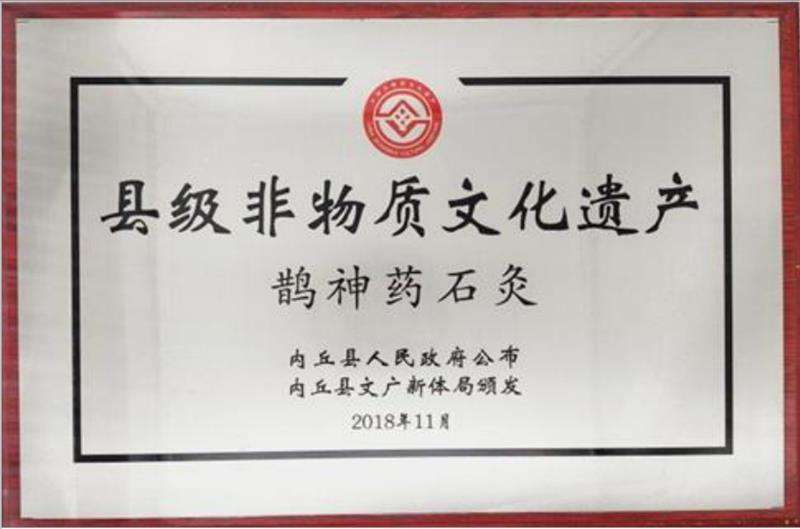 县级非物质文化遗产
鹊神药石灸
内丘县人民政府公布
内丘县文广新体局颁发
2018年11月